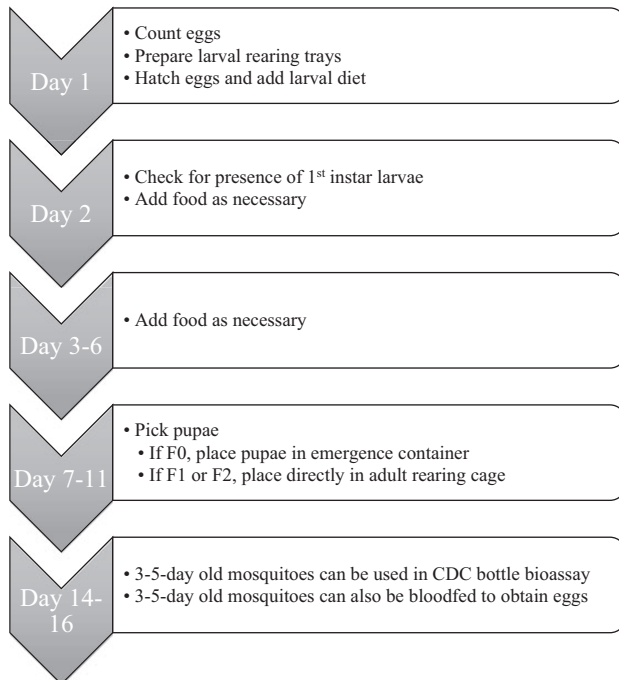 Day 1
• Count eggs
• Prepare larval rearing trays
• Hatch eggs and add larval diet
Day 2
• Check for presence of 1st instar larvae
• Add food as necessary
Day 3-6
• Add food as necessary
Day 7-11
• Pick pupae
• If F0, place pupae in emergence container
• If F1 or F2, place directly in adult rearing cage
Day 14-
16
• 3-5-day old mosquitoes can be used in CDC bottle bioassay
• 3-5-day old mosquitoes can also be bloodfed to obtain eggs